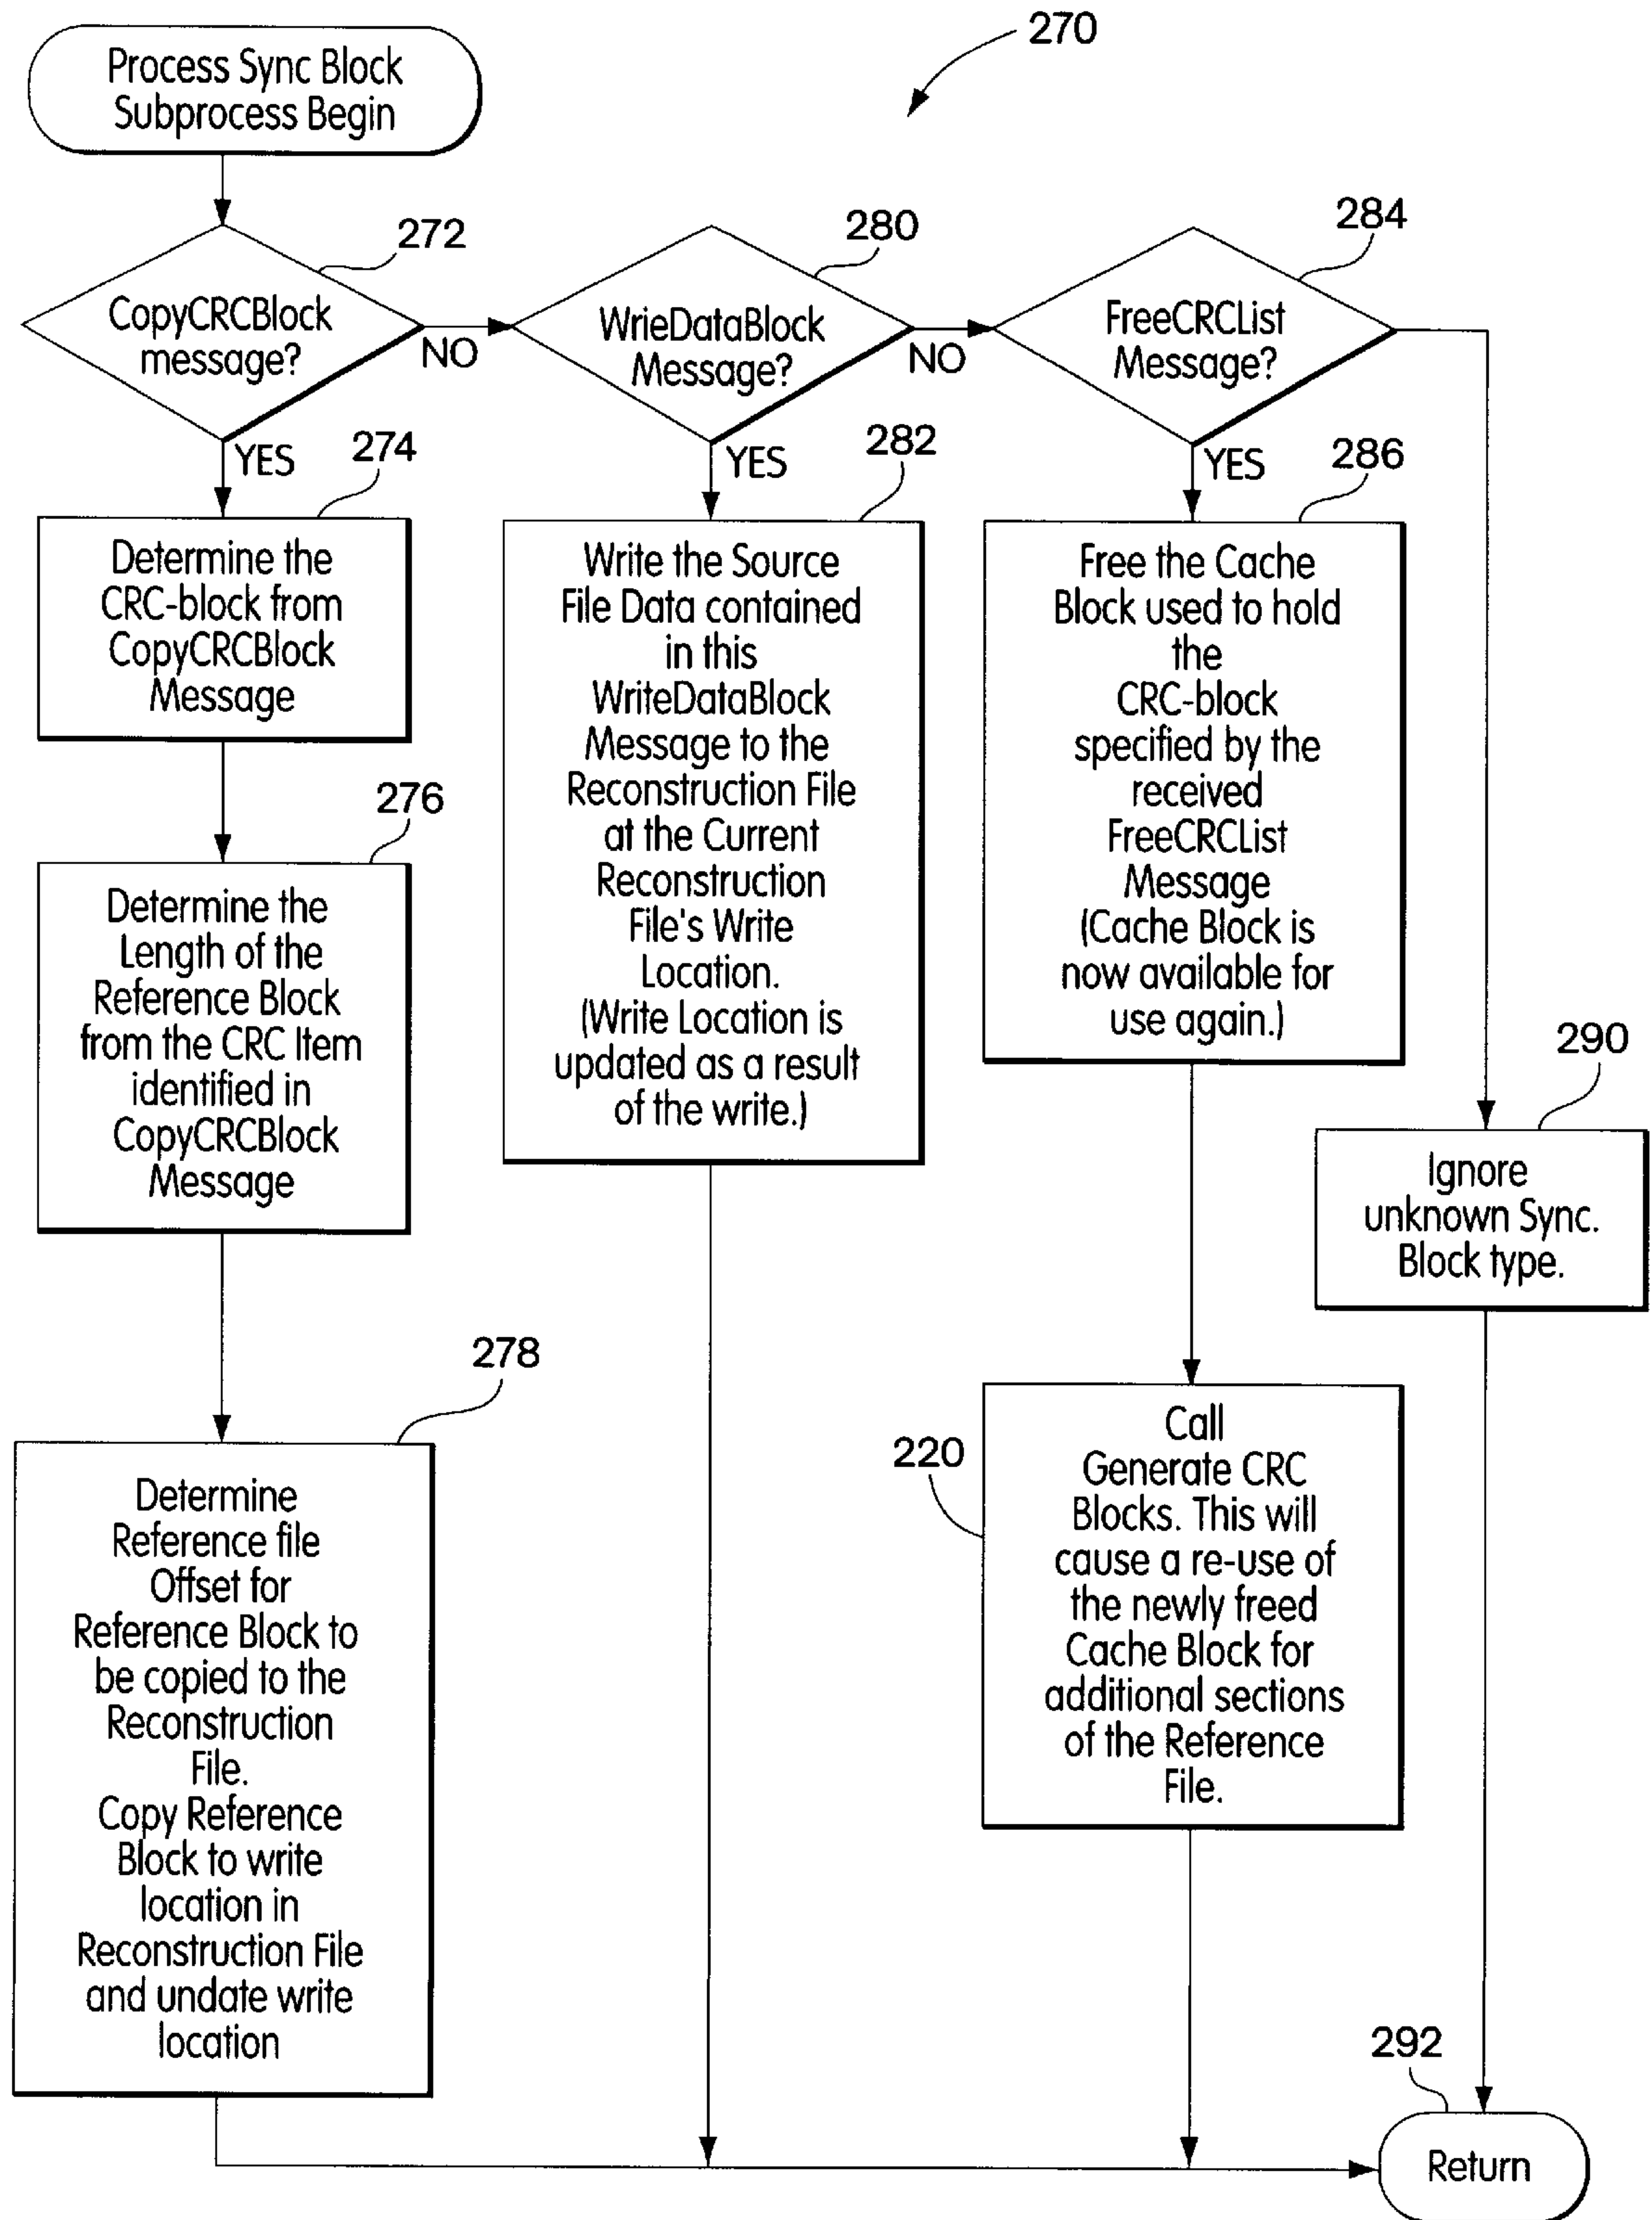 270
Process Sync Block
Subprocess Begin
272
CopyCRCBlock
message?
NO
YES
280
WrieDataBlock
Message?
NO
YES
284
FreeCRCList
Message?
YES
274
Determine the
CRC-block from
CopyCRCBlock
Message
276
Determine the
Length of the
Reference Block
from the CRC Item
identified in
CopyCRCBlock
Message
278
Determine
Reference file
Offset for
Reference Block to
be copied to the
Reconstruction
File.
Copy Reference
Block to write
location in
Reconstruction File
and undate write
location
282
Write the Source
File Data contained
in this
WriteDataBlock
Message to the
Reconstruction File
at the Current
Reconstruction
File's Write
Location.
(Write Location is
updated as a result
of the write.)
286
Free the Cache
Block used to hold
the
CRC-block
specified by the
received
FreeCRCList
Message
(Cache Block is
now available for
use again.)
220
Call
Generate CRC
Blocks. This will
cause a re-use of
the newly freed
Cache Block for
additional sections
of the Reference
File.
290
Ignore
unknown Sync.
Block type.
292
Return